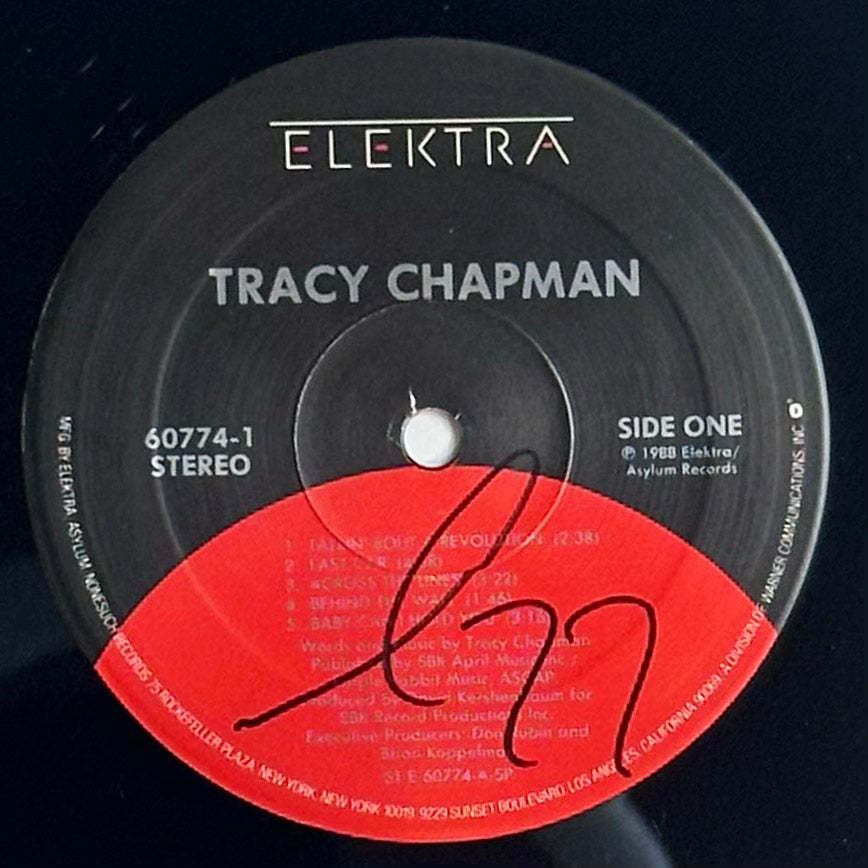 ELEKTRA
TRACY CHAPMAN
60774-1
STEREO
SIDE ONE
℗ 1988 Elektra/
Asylum Records
1 TALKIN' BOUT A REVOLUTION (2:38)
2 FAST CAR (4:58)
3 ACROSS THE LINES (3:22)
4 BEHIND THE WALL (1:46)
5 BABY CAN I HOLD YOU (3:16)
Words and Music by Tracy Chapman
Published by SBK April Music Inc./
Purple Rabbit Music, ASCAP
Produced by David Kershenbaum for
SBK Record Productions, Inc.
Executive Producers: Don Rubin and
Brian Koppelman
ST E-60774-A-SP
MFG. BY ELEKTRA/ASYLUM/NONESUCH RECORDS 75 ROCKEFELLER PLAZA, NEW YORK, NEW YORK 10019. 9229 SUNSET BOULEVARD, LOS ANGELES, CALIFORNIA 90069. A DIVISION OF WARNER COMMUNICATIONS, INC.